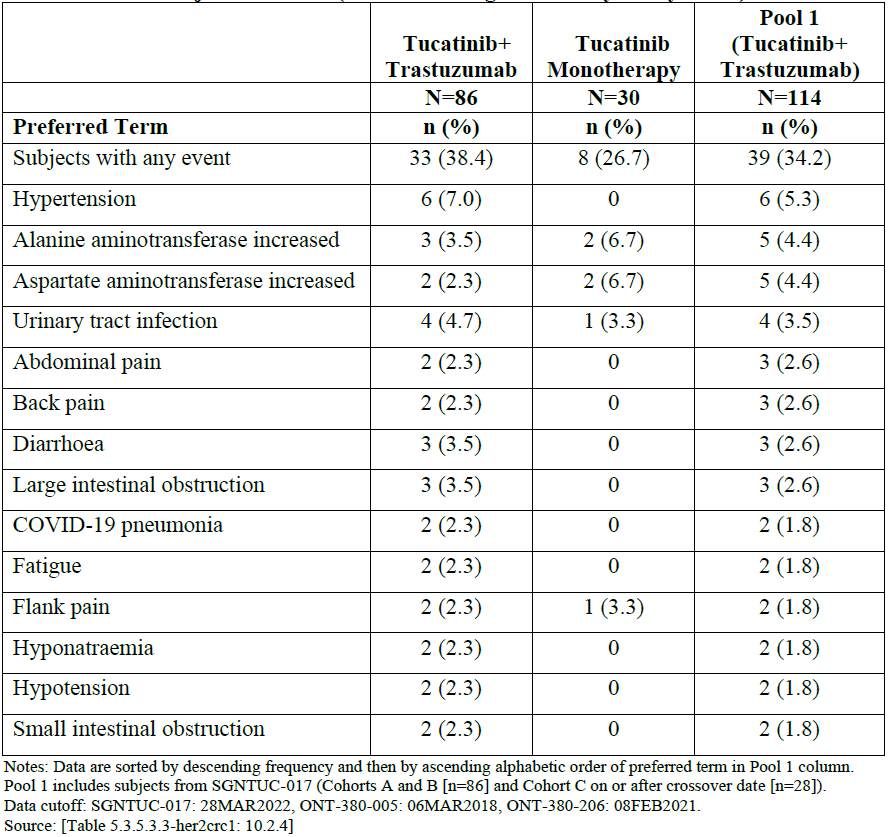 Tucatinib+ Trastuzumab Tucatinib Monotherapy Pool 1 (Tucatinib+ Trastuzumab)
N=86 N=30 N=114
Preferred Term n (%) n (%) n (%)
Subjects with any event 33 (38.4) 8 (26.7) 39 (34.2)
Hypertension 6 (7.0) 0 6 (5.3)
Alanine aminotransferase increased 3 (3.5) 2 (6.7) 5 (4.4)
Aspartate aminotransferase increased 2 (2.3) 2 (6.7) 5 (4.4)
Urinary tract infection 4 (4.7) 1 (3.3) 4 (3.5)
Abdominal pain 2 (2.3) 0 3 (2.6)
Back pain 2 (2.3) 0 3 (2.6)
Diarrhoea 3 (3.5) 0 3 (2.6)
Large intestinal obstruction 3 (3.5) 0 3 (2.6)
COVID-19 pneumonia 2 (2.3) 0 2 (1.8)
Fatigue 2 (2.3) 0 2 (1.8)
Flank pain 2 (2.3) 1 (3.3) 2 (1.8)
Hyponatraemia 2 (2.3) 0 2 (1.8)
Hypotension 2 (2.3) 0 2 (1.8)
Small intestinal obstruction 2 (2.3) 0 2 (1.8)
Notes: Data are sorted by descending frequency and then by ascending alphabetic order of preferred term in Pool 1 column.
Pool 1 includes subjects from SGNTUC-017 (Cohorts A and B [n=86] and Cohort C on or after crossover date [n=28]).
Data cutoff: SGNTUC-017: 28MAR2022, ONT-380-005: 06MAR2018, ONT-380-206: 08FEB2021.
Source: [Table 5.3.5.3.3-her2crc1: 10.2.4]